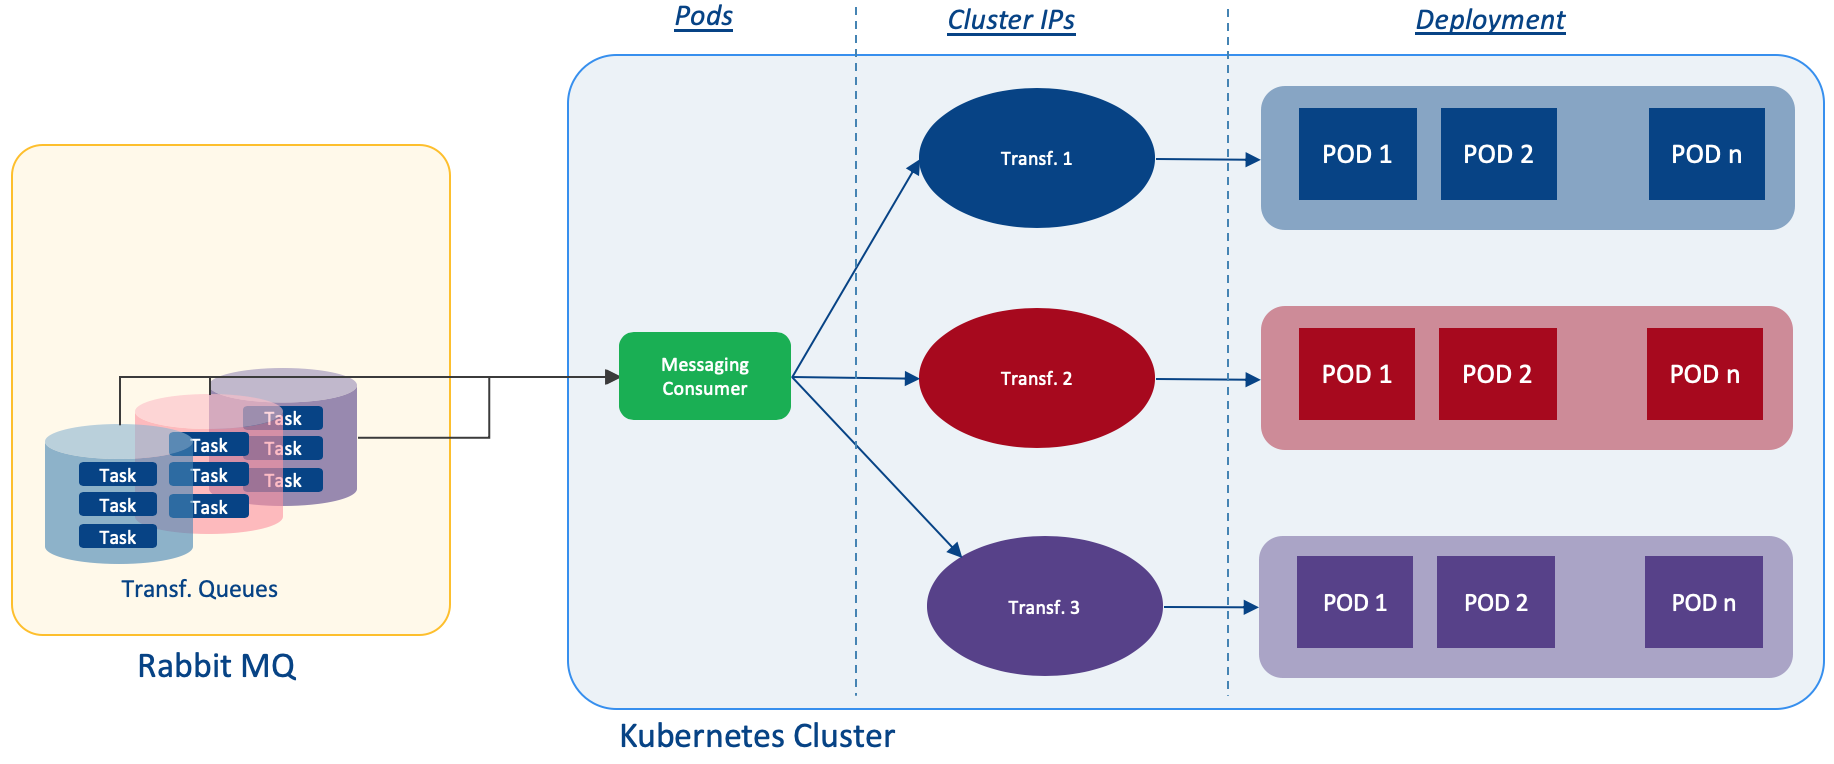 Pods
Cluster IPs
Deployment
Transf. 1
POD 1
POD 2
POD n
Messaging
Consumer
Transf. 2
POD 1
POD 2
POD n
Task
Task
Task
Task
Task
Task
Task
Task
Task
Transf. Queues
Rabbit MQ
Transf. 3
POD 1
POD 2
POD n
Kubernetes Cluster